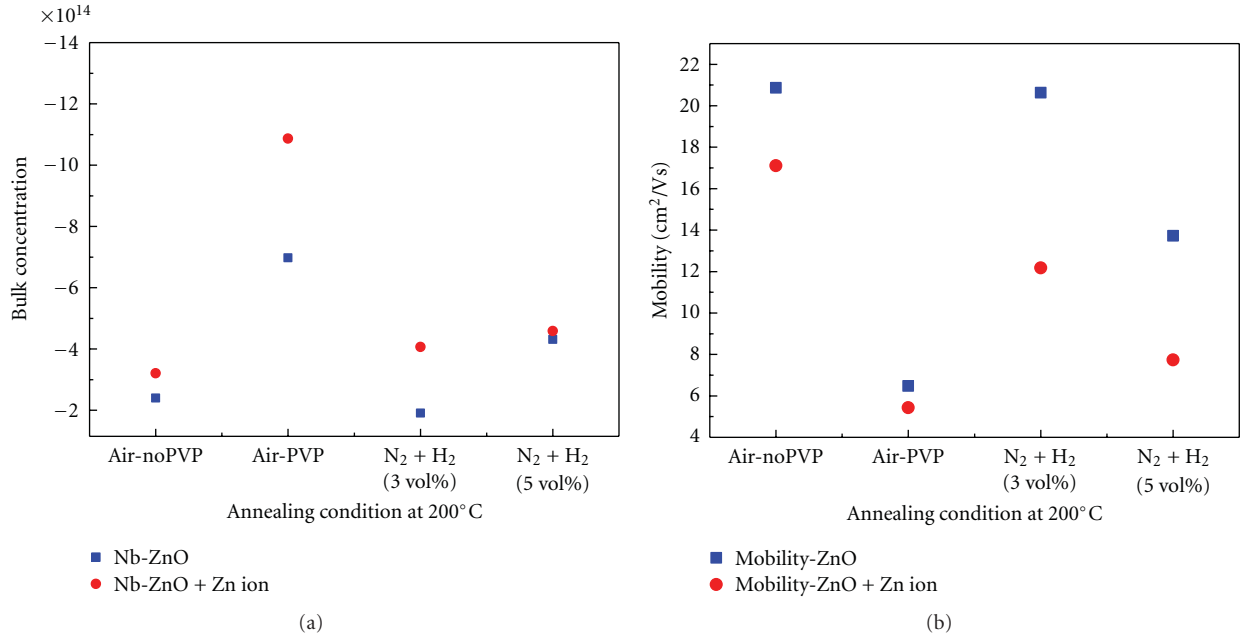 ×10¹⁴
−14
−12
−10
−8
−6
−4
−2
Bulk concentration
Air-noPVP
Air-PVP
N₂ + H₂
(3 vol%)
N₂ + H₂
(5 vol%)
Annealing condition at 200°C
Nb-ZnO
Nb-ZnO + Zn ion
(a)
22
20
18
16
14
12
10
8
6
4
Mobility (cm²/Vs)
Air-noPVP
Air-PVP
N₂ + H₂
(3 vol%)
N₂ + H₂
(5 vol%)
Annealing condition at 200°C
Mobility-ZnO
Mobility-ZnO + Zn ion
(b)